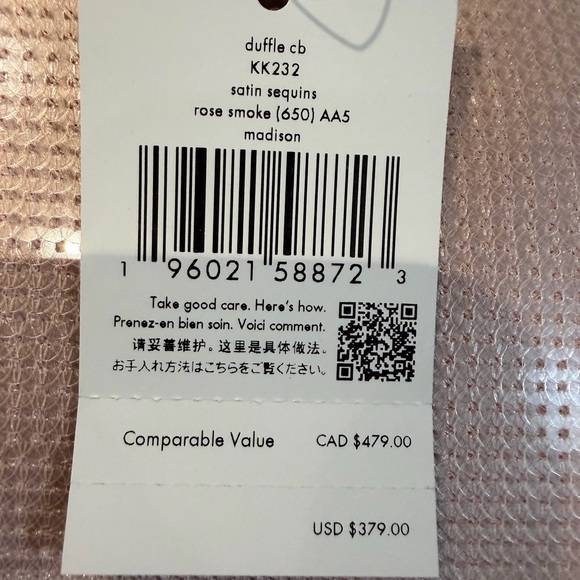 duffle cb
KK232
satin sequins
rose smoke (650) AA5
madison
1 96021 58872 3
Take good care. Here's how.
Prenez-en bien soin. Voici comment.
请妥善维护。这里是具体做法。
お手入れ方法はこちらをご覧ください。
Comparable Value CAD $479.00
USD $379.00